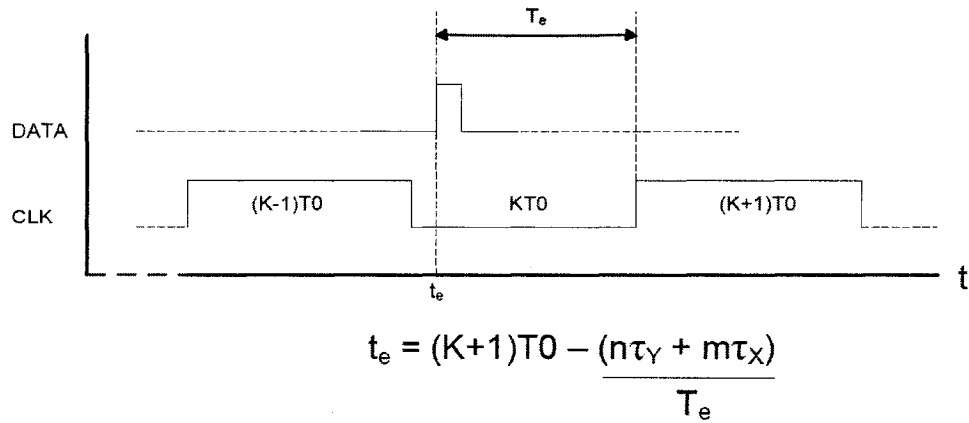 Te
DATA
(K-1)T0
KT0
(K+1)T0
CLK
te
t
te = (K+1)T0 – (nτY + mτX)
Te